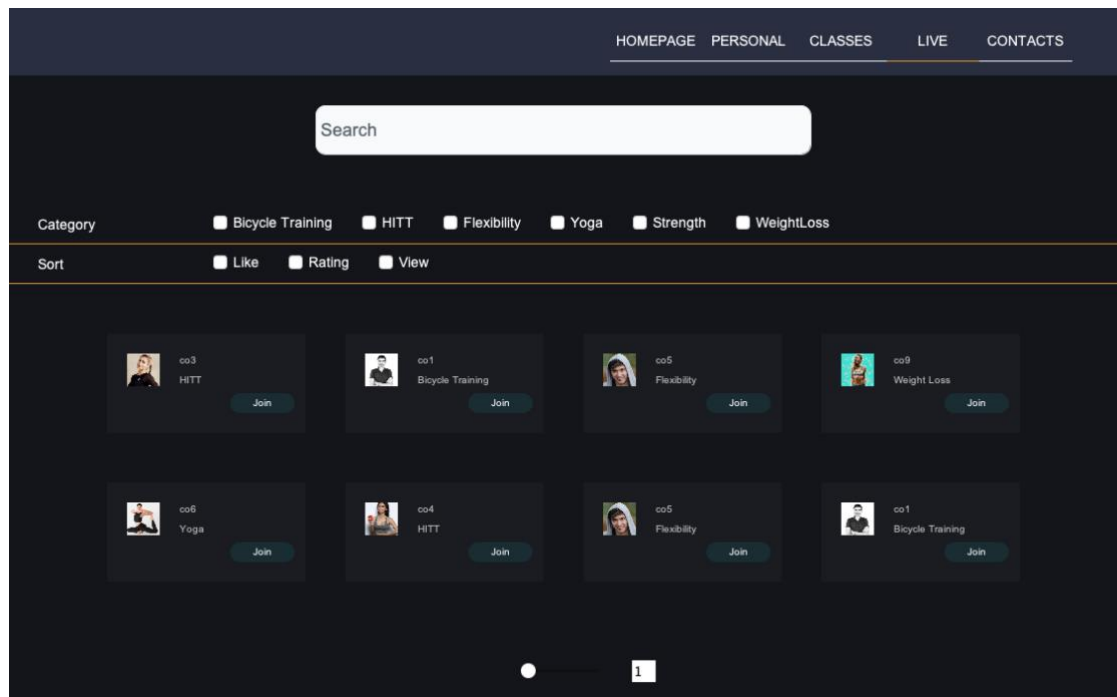 HOMEPAGE PERSONAL CLASSES LIVE CONTACTS
Search
Category Bicycle Training HITT Flexibility Yoga Strength WeightLoss
Sort Like Rating View
co3 co1 co5 co9
HITT Bicycle Training Flexibility Weight Loss
Join Join Join Join
co6 co4 co5 co1
Yoga HITT Flexibility Bicycle Training
Join Join Join Join
1